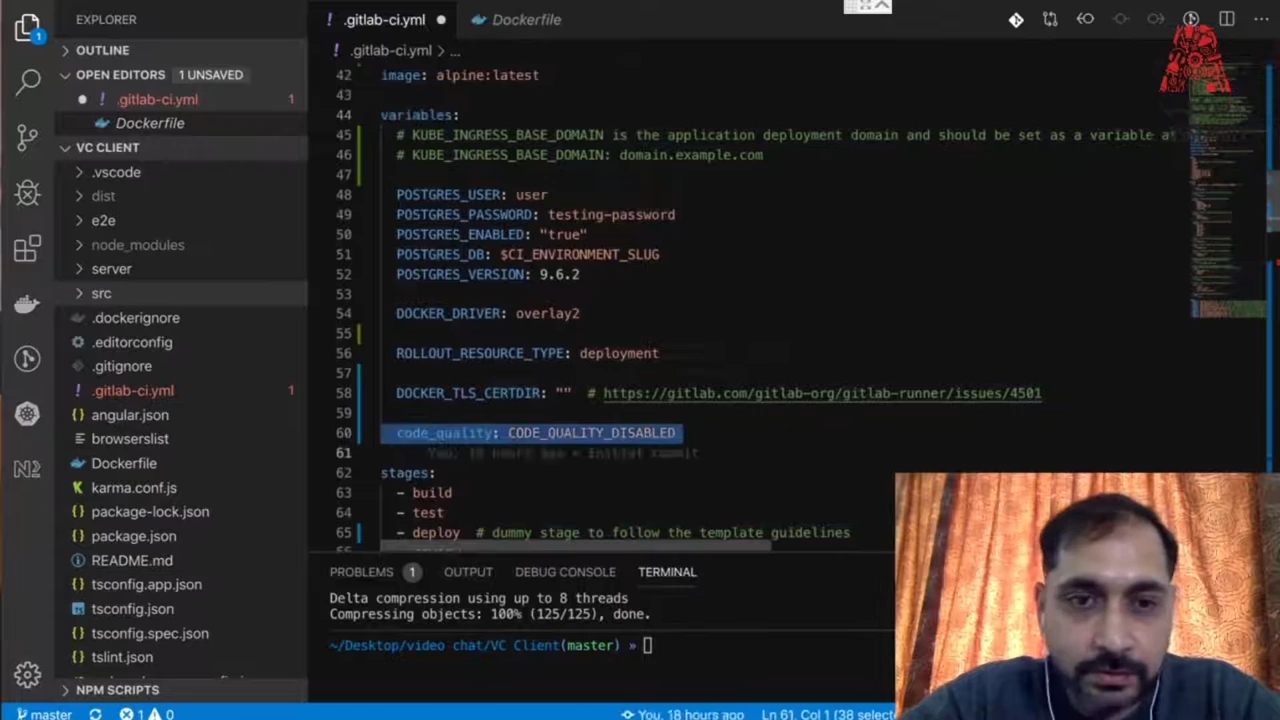 EXPLORER
OUTLINE
OPEN EDITORS 1 UNSAVED
! .gitlab-ci.yml 1
Dockerfile
VC CLIENT
.vscode
dist
e2e
node_modules
server
src
.dockerignore
.editorconfig
.gitignore
! .gitlab-ci.yml 1
{} angular.json
browserslist
Dockerfile
karma.conf.js
{} package-lock.json
{} package.json
README.md
{} tsconfig.app.json
tsconfig.json
{} tsconfig.spec.json
{} tslint.json
NPM SCRIPTS
! .gitlab-ci.yml
Dockerfile
! .gitlab-ci.yml > ...
42 image: alpine:latest
43
44 variables:
45 # KUBE_INGRESS_BASE_DOMAIN is the application deployment domain and should be set as a variable
46 # KUBE_INGRESS_BASE_DOMAIN: domain.example.com
47
48 POSTGRES_USER: user
49 POSTGRES_PASSWORD: testing-password
50 POSTGRES_ENABLED: "true"
51 POSTGRES_DB: $CI_ENVIRONMENT_SLUG
52 POSTGRES_VERSION: 9.6.2
53
54 DOCKER_DRIVER: overlay2
55
56 ROLLOUT_RESOURCE_TYPE: deployment
57
58 DOCKER_TLS_CERTDIR: "" # https://gitlab.com/gitlab-org/gitlab-runner/issues/4501
59
60 code_quality: CODE_QUALITY_DISABLED
61 You, 18 hours ago • Initial commit
62 stages:
63 - build
64 - test
65 - deploy # dummy stage to follow the template guidelines
PROBLEMS 1 OUTPUT DEBUG CONSOLE TERMINAL
Delta compression using up to 8 threads
Compressing objects: 100% (125/125), done.
~/Desktop/video chat/VC Client(master) »
master 1 0 You, 18 hours ago Ln 61, Col 1 (38